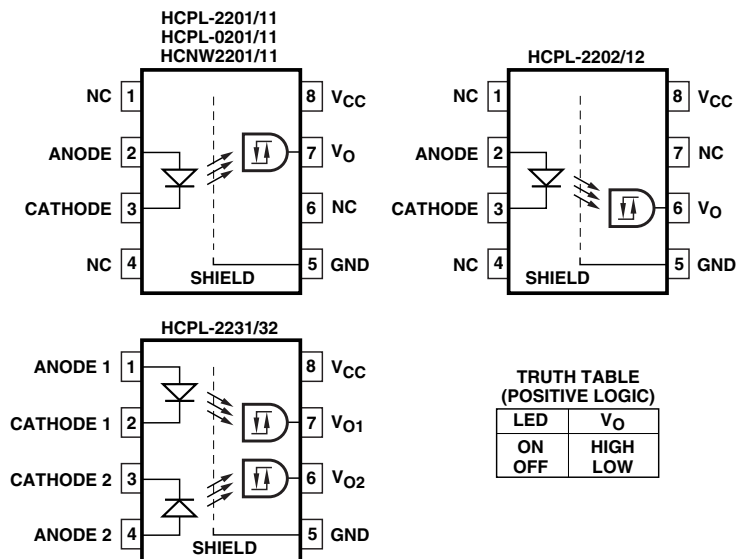 HCPL-2201/11
HCPL-0201/11
HCNW2201/11
NC 1
8 VCC
ANODE 2
7 VO
CATHODE 3
6 NC
NC 4
5 GND
SHIELD
HCPL-2202/12
NC 1
8 VCC
ANODE 2
7 NC
CATHODE 3
6 VO
NC 4
5 GND
SHIELD
HCPL-2231/32
ANODE 1 1
8 VCC
CATHODE 1 2
7 VO1
CATHODE 2 3
6 VO2
ANODE 2 4
5 GND
SHIELD
TRUTH TABLE
(POSITIVE LOGIC)
LED VO
ON HIGH
OFF LOW